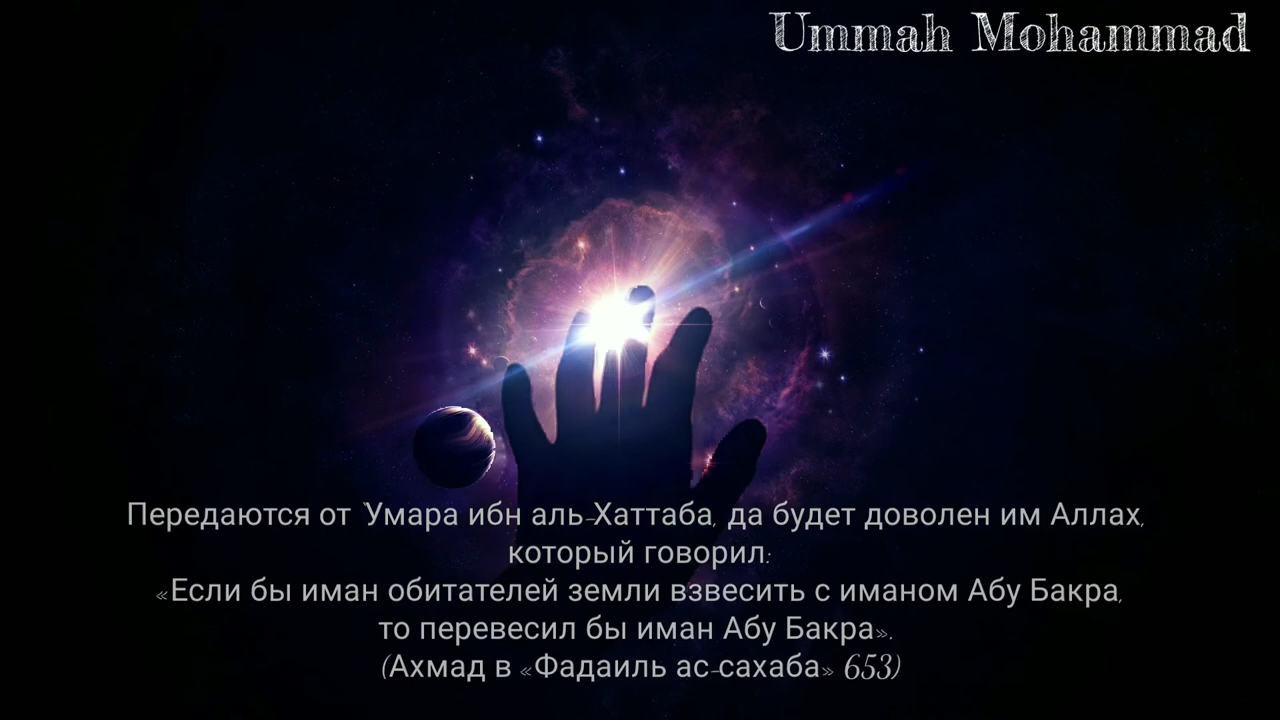 Ummah Mohammad
Передаются от 'Умара ибн аль-Хаттаба, да будет доволен им Аллах,
который говорил:
«Если бы иман обитателей земли взвесить с иманом Абу Бакра,
то перевесил бы иман Абу Бакра».
(Ахмад в «Фадаиль ас-сахаба» 653)